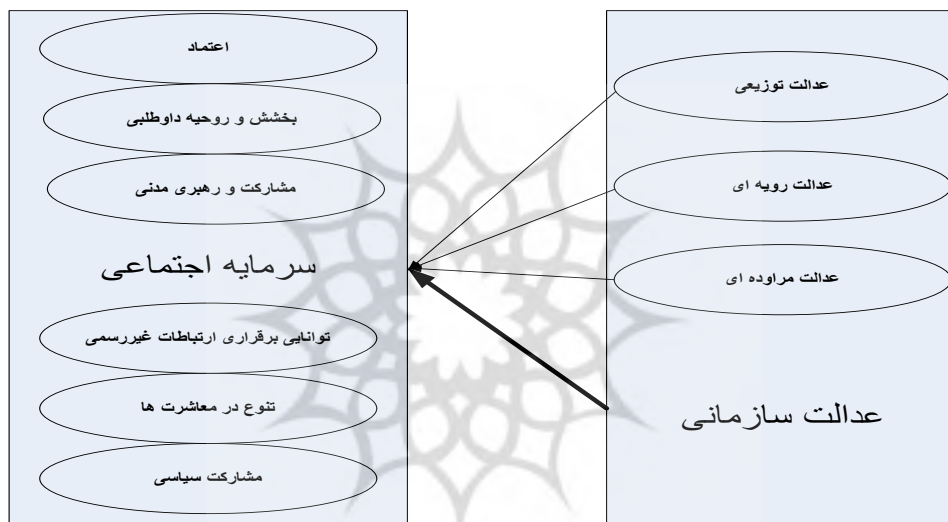 عدالت توزیعی
عدالت رویه ای
عدالت مراوده ای
عدالت سازمانی
اعتماد
بخشش و روحیه داوطلبی
مشارکت و رهبری مدنی
سرمایه اجتماعی
توانایی برقراری ارتباطات غیررسمی
تنوع در معاشرت ها
مشارکت سیاسی